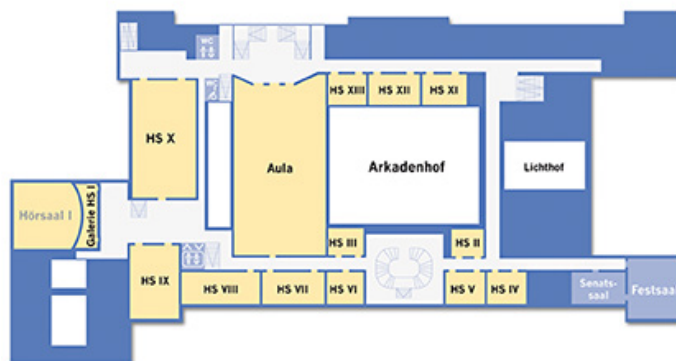 WC
WC
HS XIII
HS XII
HS XI
HS X
Aula
Arkadenhof
Lichthof
Hörsaal I
Galerie HS I
HS III
HS II
HS IX
HS VIII
HS VII
HS VI
HS V
HS IV
Senats-
saal
Festsaal